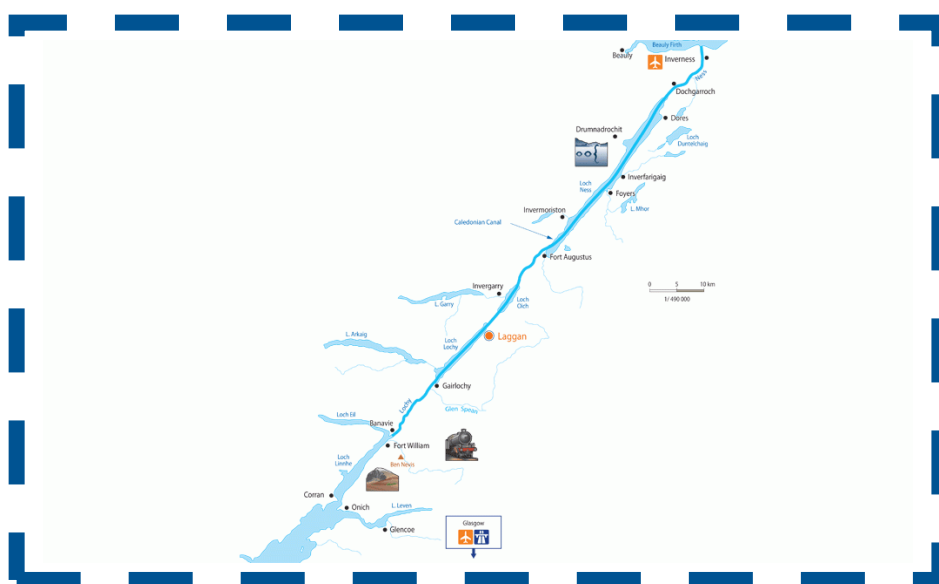 Beauly Firth
Beauly
Inverness
Ness
Dochgarroch
Dores
Drumnadrochit
Loch
Duntelchaig
Inverfarigaig
Loch
Ness
Foyers
L. Mhor
Invermoriston
Caledonian Canal
Fort Augustus
Invergarry
0 5 10 km
1/ 490 000
Loch
Oich
L. Garry
L. Arkaig
Laggan
Loch
Lochy
Gairlochy
Lochy
Glen Spean
Loch Eil
Banavie
Fort William
Loch
Linnhe
Ben Nevis
Corran
Onich
L. Leven
Glencoe
Glasgow